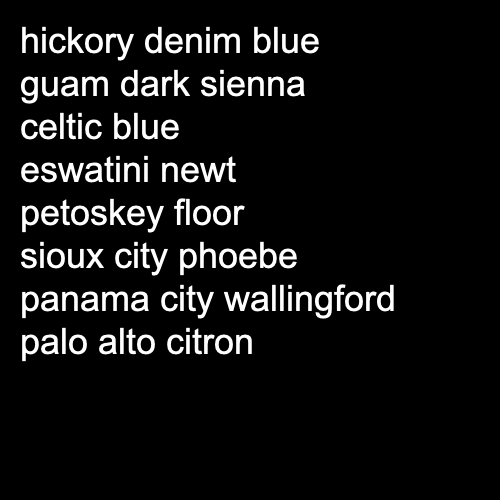 hickory denim blue
guam dark sienna
celtic blue
eswatini newt
petoskey floor
sioux city phoebe
panama city wallingford
palo alto citron